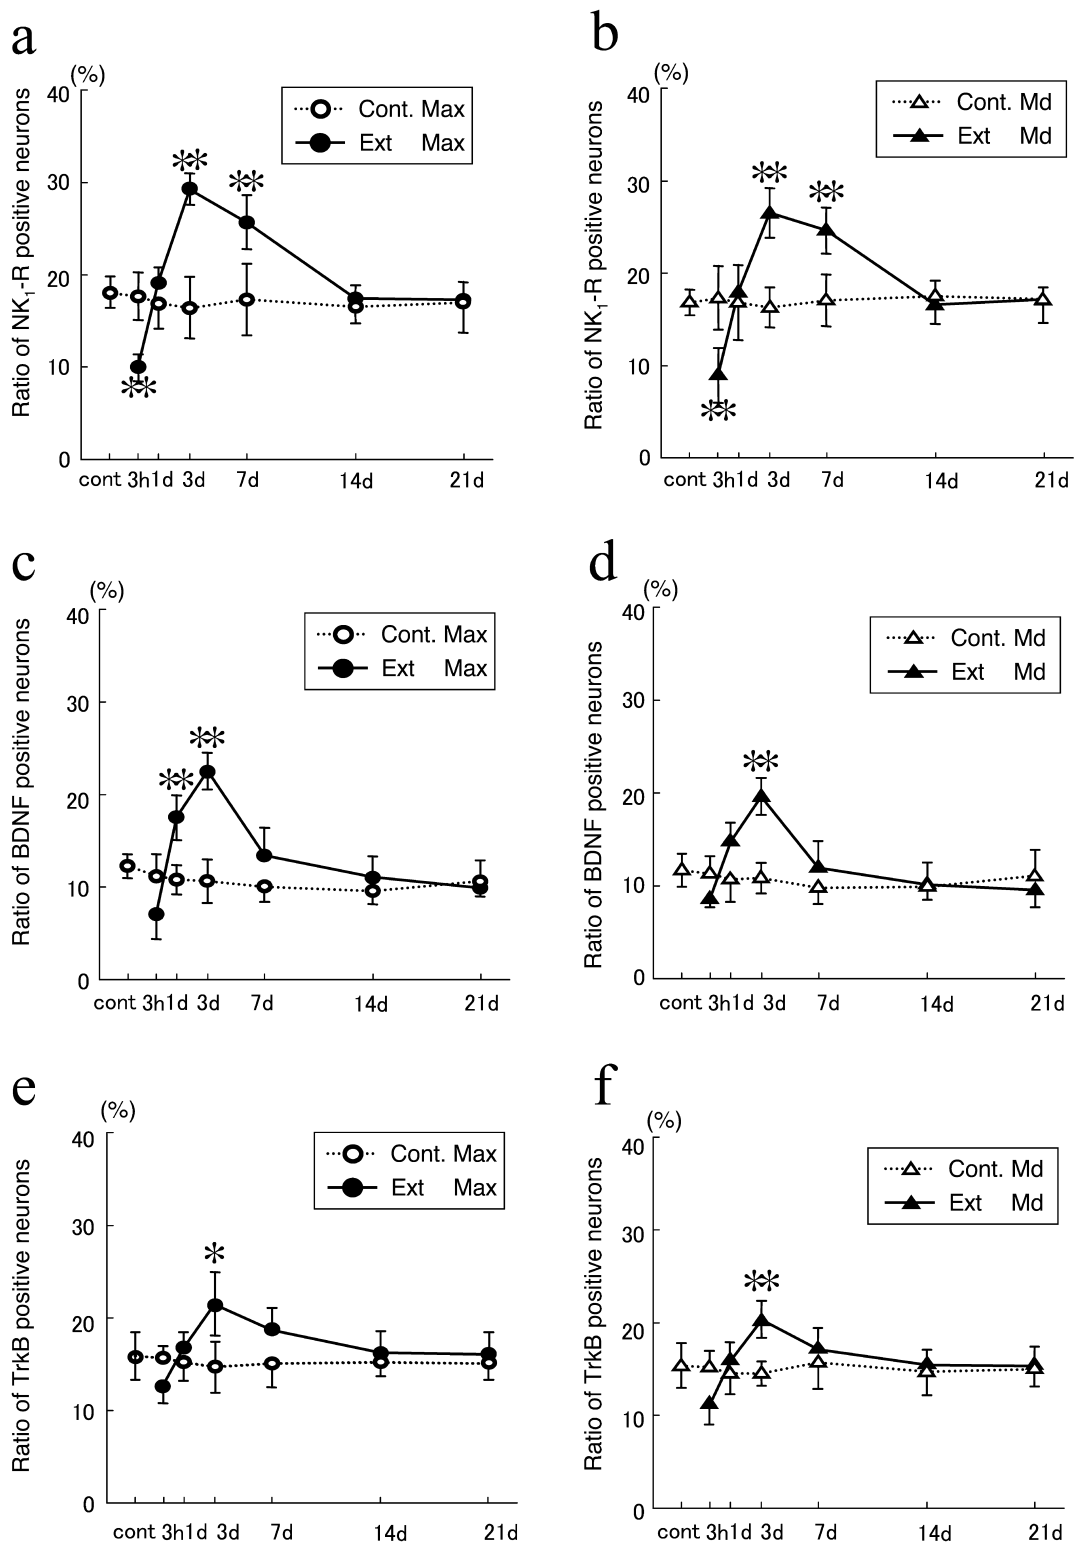 a
(%)
Ratio of NK1-R positive neurons
40
30
20
10
0
Cont. Max
Ext Max
**
**
**
cont 3h1d 3d 7d 14d 21d
b
(%)
Ratio of NK1-R positive neurons
40
30
20
10
0
Cont. Md
Ext Md
**
**
**
cont 3h1d 3d 7d 14d 21d
c
(%)
Ratio of BDNF positive neurons
40
30
20
10
0
Cont. Max
Ext Max
**
**
cont 3h1d 3d 7d 14d 21d
d
(%)
Ratio of BDNF positive neurons
40
30
20
10
0
Cont. Md
Ext Md
**
cont 3h1d 3d 7d 14d 21d
e
(%)
Ratio of TrkB positive neurons
40
30
20
10
0
Cont. Max
Ext Max
*
cont 3h1d 3d 7d 14d 21d
f
(%)
Ratio of TrkB positive neurons
40
30
20
10
0
Cont. Md
Ext Md
**
cont 3h1d 3d 7d 14d 21d